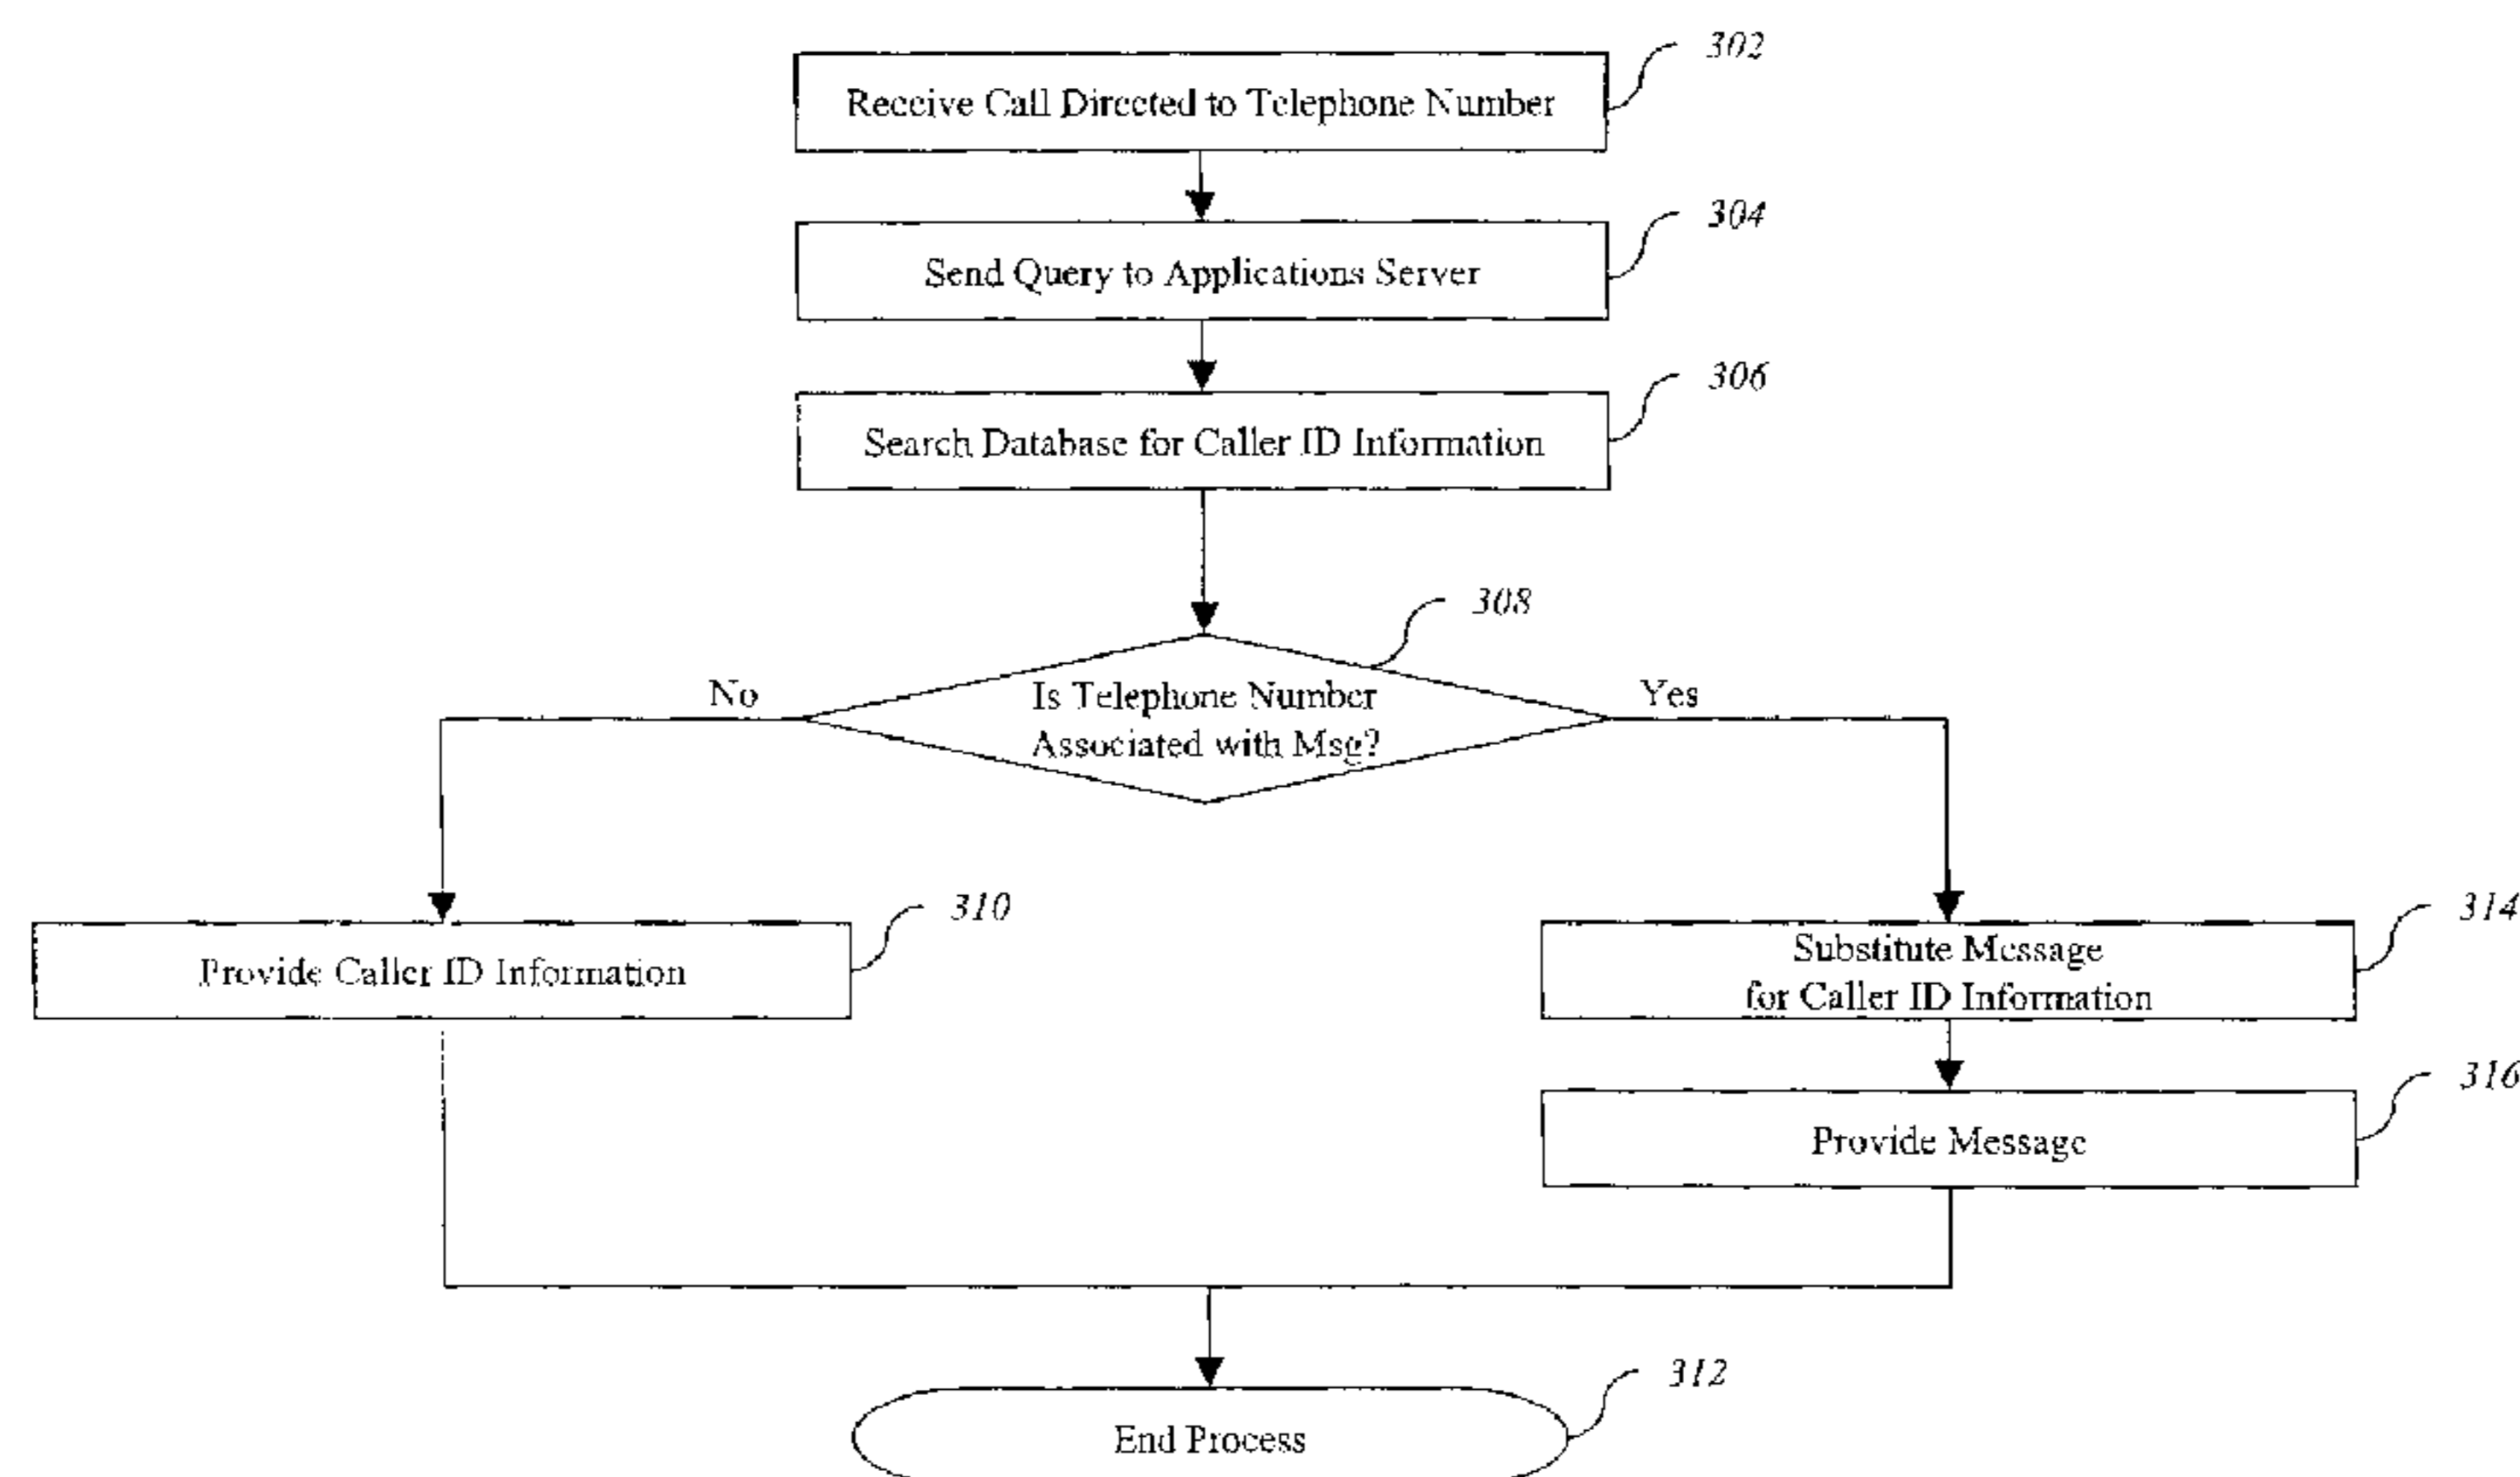 302
Receive Call Directed to Telephone Number
304
Send Query to Applications Server
306
Search Database for Caller ID Information
308
No
Is Telephone Number
Associated with Msg?
Yes
310
Provide Caller ID Information
314
Substitute Message
for Caller ID Information
316
Provide Message
312
End Process